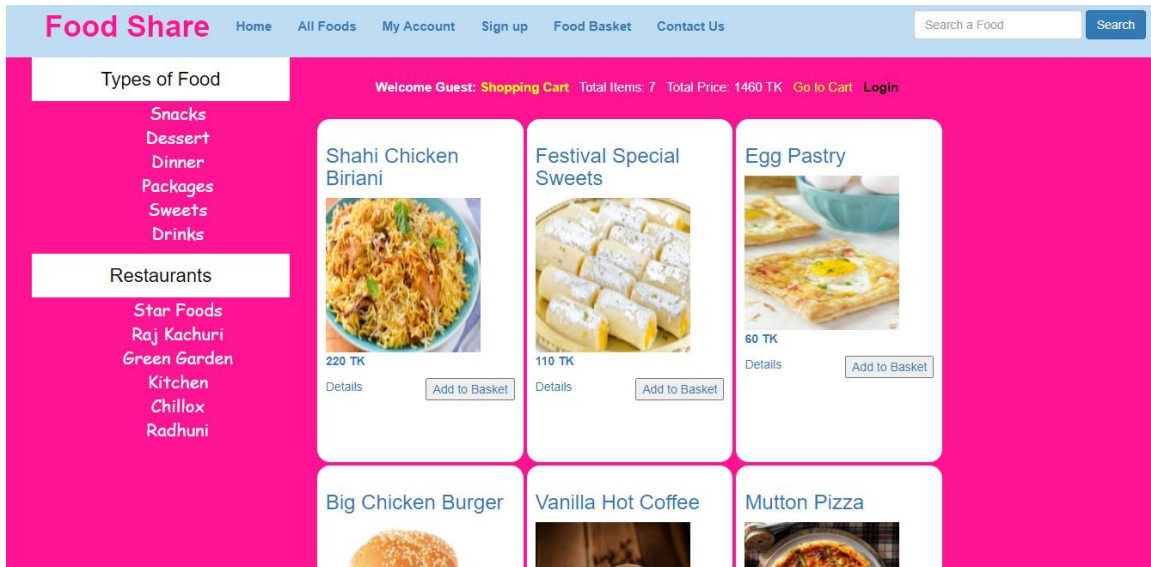 Food Share Home All Foods My Account Sign up Food Basket Contact Us Search a Food Search
Types of Food
Snacks
Dessert
Dinner
Packages
Sweets
Drinks
Restaurants
Star Foods
Raj Kachuri
Green Garden
Kitchen
Chillox
Radhuni
Welcome Guest: Shopping Cart Total Items: 7 Total Price: 1460 TK Go to Cart Login
Shahi Chicken
Biriani
220 TK
Details Add to Basket
Festival Special
Sweets
110 TK
Details Add to Basket
Egg Pastry
60 TK
Details Add to Basket
Big Chicken Burger
Vanilla Hot Coffee
Mutton Pizza